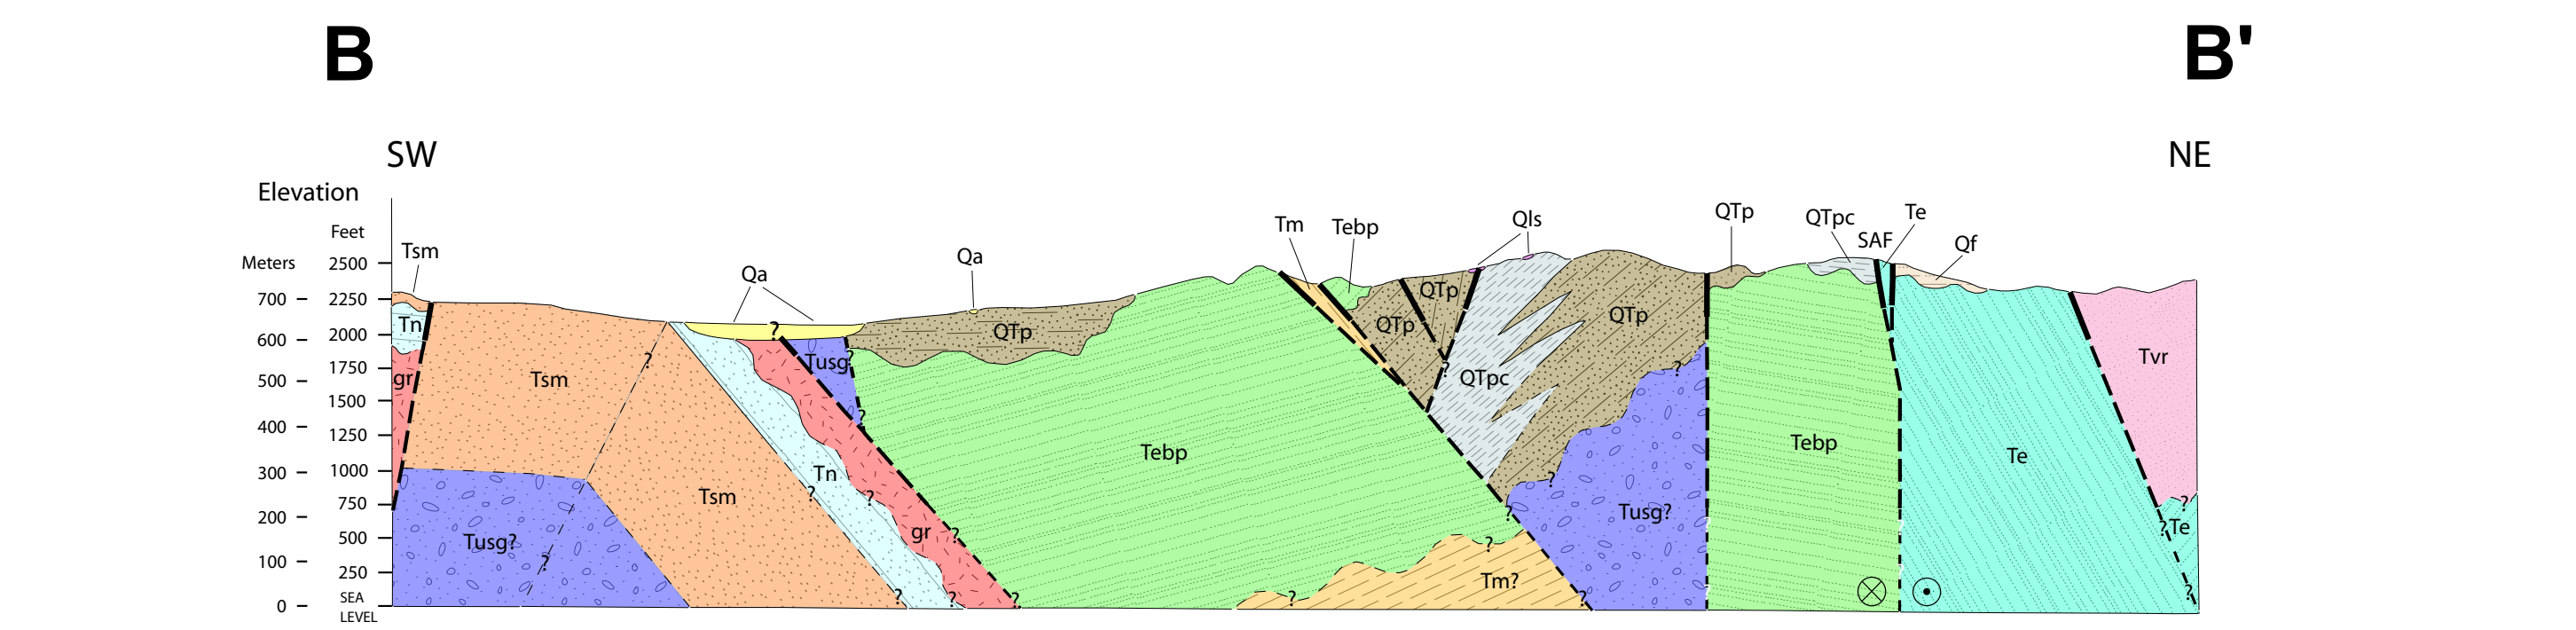 B B'
SW NE
Elevation
Feet
Meters
2500
2250
2000
1750
1500
1250
1000
750
500
250
SEA
LEVEL
700
600
500
400
300
200
100
0
Tsm
Qa
Qa
Tm
Tebp
Qls
QTp
QTpc
SAF
Te
Qf
Tn
gr
Tsm
?
Tusg?
?
Tsm
?
Tusg
?
?
QTp
Tn
?
?
gr
?
?
?
?
Tebp
QTp
QTp
?
QTpc
QTp
?
?
?
?
Tm?
?
?
Tusg?
Tebp
Te
Tvr
?
?
Te
?